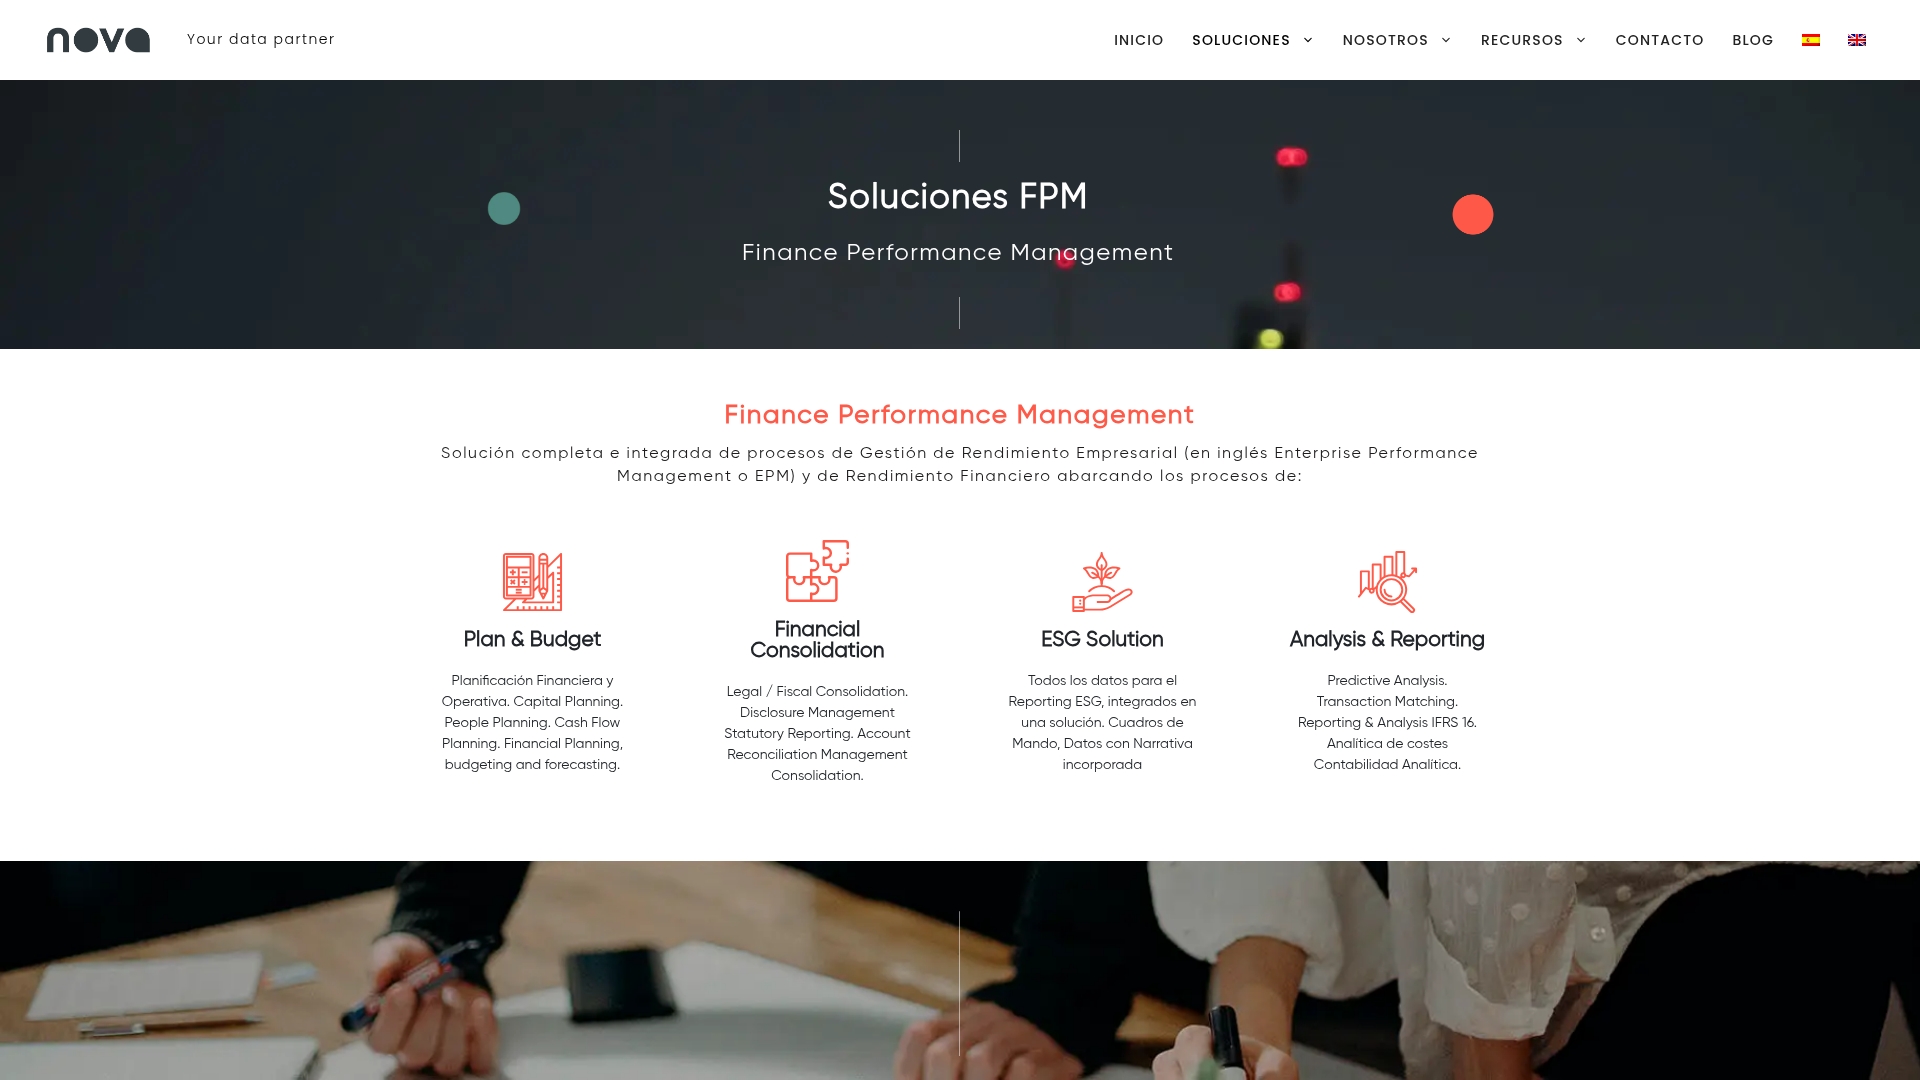 nova
Your data partner
INICIO
SOLUCIONES
NOSOTROS
RECURSOS
CONTACTO
BLOG
Soluciones FPM
Finance Performance Management
Finance Performance Management
Solución completa e integrada de procesos de Gestión de Rendimiento Empresarial (en inglés Enterprise Performance
Management o EPM) y de Rendimiento Financiero abarcando los procesos de:
Plan & Budget
Planificación Financiera y
Operativa. Capital Planning.
People Planning. Cash Flow
Planning. Financial Planning,
budgeting and forecasting.
Financial
Consolidation
Legal / Fiscal Consolidation.
Disclosure Management
Statutory Reporting. Account
Reconciliation Management
Consolidation.
ESG Solution
Todos los datos para el
Reporting ESG, integrados en
una solución. Cuadros de
Mando, Datos con Narrativa
incorporada
Analysis & Reporting
Predictive Analysis.
Transaction Matching.
Reporting & Analysis IFRS 16.
Analítica de costes
Contabilidad Analítica.